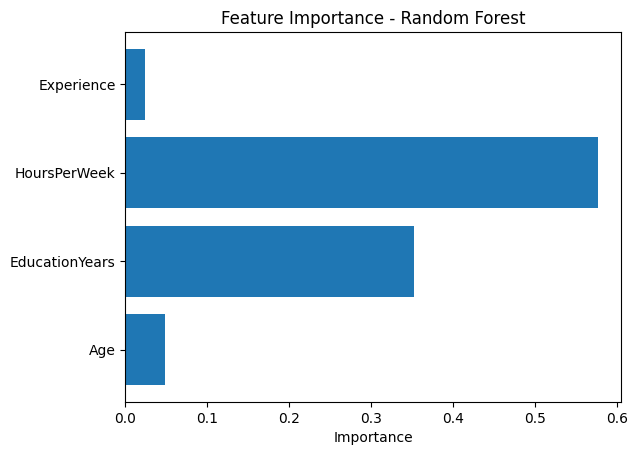 Feature Importance - Random Forest
Experience
HoursPerWeek
EducationYears
Age
0.0 0.1 0.2 0.3 0.4 0.5 0.6
Importance